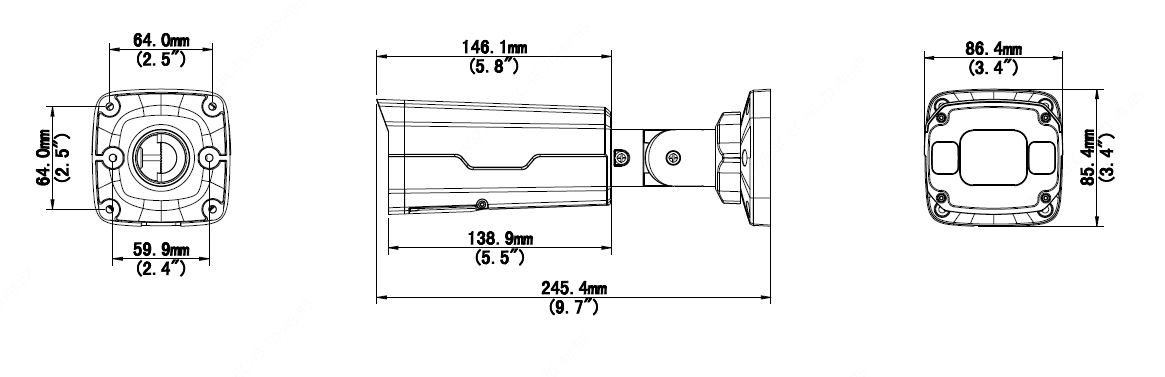 64.0mm
(2.5")
64.0mm
(2.5")
59.9mm
(2.4")
146.1mm
(5.8")
138.9mm
(5.5")
245.4mm
(9.7")
86.4mm
(3.4")
85.4mm
(3.4")